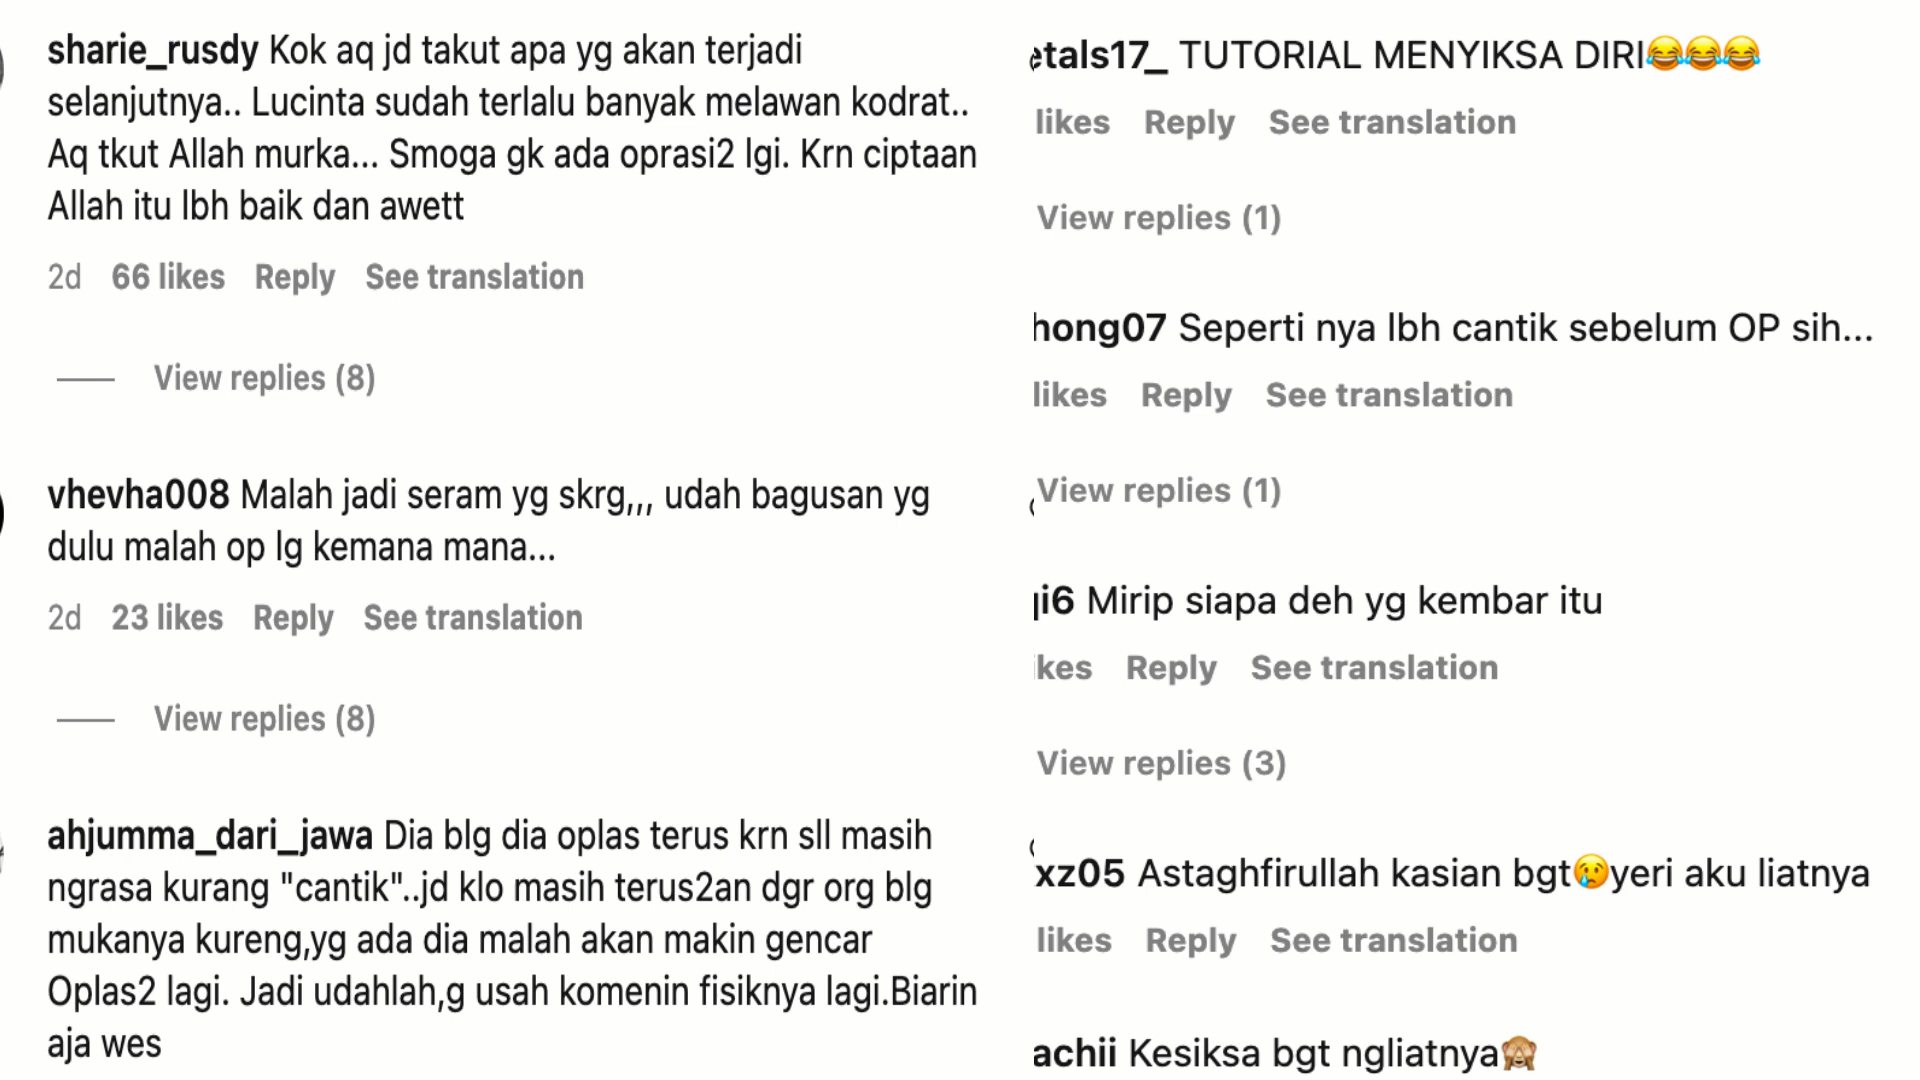 sharie_rusdy Kok aq jd takut apa yg akan terjadi
selanjutnya.. Lucinta sudah terlalu banyak melawan kodrat..
Aq tkut Allah murka... Smoga gk ada oprasi2 lgi. Krn ciptaan
Allah itu lbh baik dan awett
2d 66 likes Reply See translation
View replies (8)
vhevha008 Malah jadi seram yg skrg,,, udah bagusan yg
dulu malah op lg kemana mana...
2d 23 likes Reply See translation
View replies (8)
ahjumma_dari_jawa Dia blg dia oplas terus krn sll masih
ngrasa kurang "cantik"..jd klo masih terus2an dgr org blg
mukanya kureng,yg ada dia malah akan makin gencar
Oplas2 lagi. Jadi udahlah,g usah komenin fisiknya lagi.Biarin
aja wes
etals17_ TUTORIAL MENYIKSA DIRI😂😂😂
likes Reply See translation
View replies (1)
hong07 Seperti nya lbh cantik sebelum OP sih...
likes Reply See translation
View replies (1)
i6 Mirip siapa deh yg kembar itu
kes Reply See translation
View replies (3)
xz05 Astaghfirullah kasian bgt😢yeri aku liatnya
likes Reply See translation
achii Kesiksa bgt ngliatnya🙈